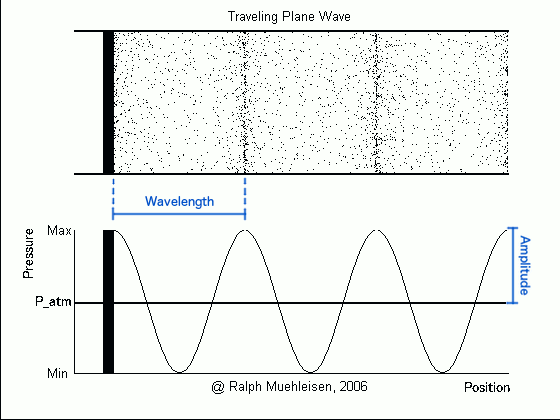 Traveling Plane Wave
Wavelength
Max
Pressure
Amplitude
P_atm
Min
@ Ralph Muehleisen, 2006
Position